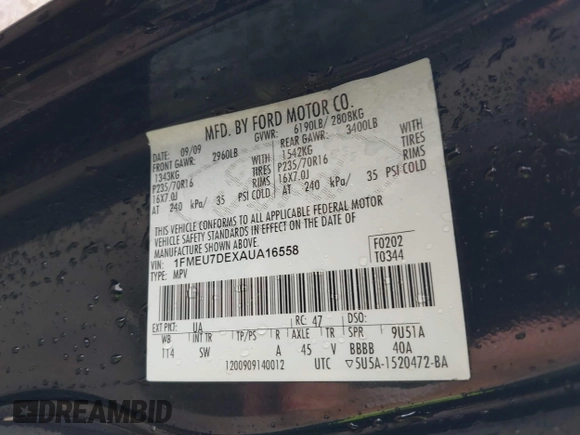 MFD. BY FORD MOTOR CO.
DATE: 09/09 GVWR: 6190LB/ 2808KG
FRONT GAWR: 2960LB REAR GAWR: 3400LB
1343KG 1542KG
P235/70R16 TIRES P235/70R16 TIRES
16X7.0J RIMS 16X7.0J RIMS
AT 240 kPa/ 35 PSI COLD AT 240 kPa/ 35 PSI COLD
THIS VEHICLE CONFORMS TO ALL APPLICABLE FEDERAL MOTOR
VEHICLE SAFETY STANDARDS IN EFFECT ON THE DATE OF
MANUFACTURE SHOWN ABOVE.
VIN: 1FMEU7DEXAUA16558 F0202
TYPE: MPV T0344
EXT PNT: UA RC: 47 DSO:
WB INT TR TP/PS R AXLE TR SPR 9U51A
TT4 SW A 45 V BBBB 40A
1200909140012 UTC ▽5U5A-1520472-BA
DREAMBID